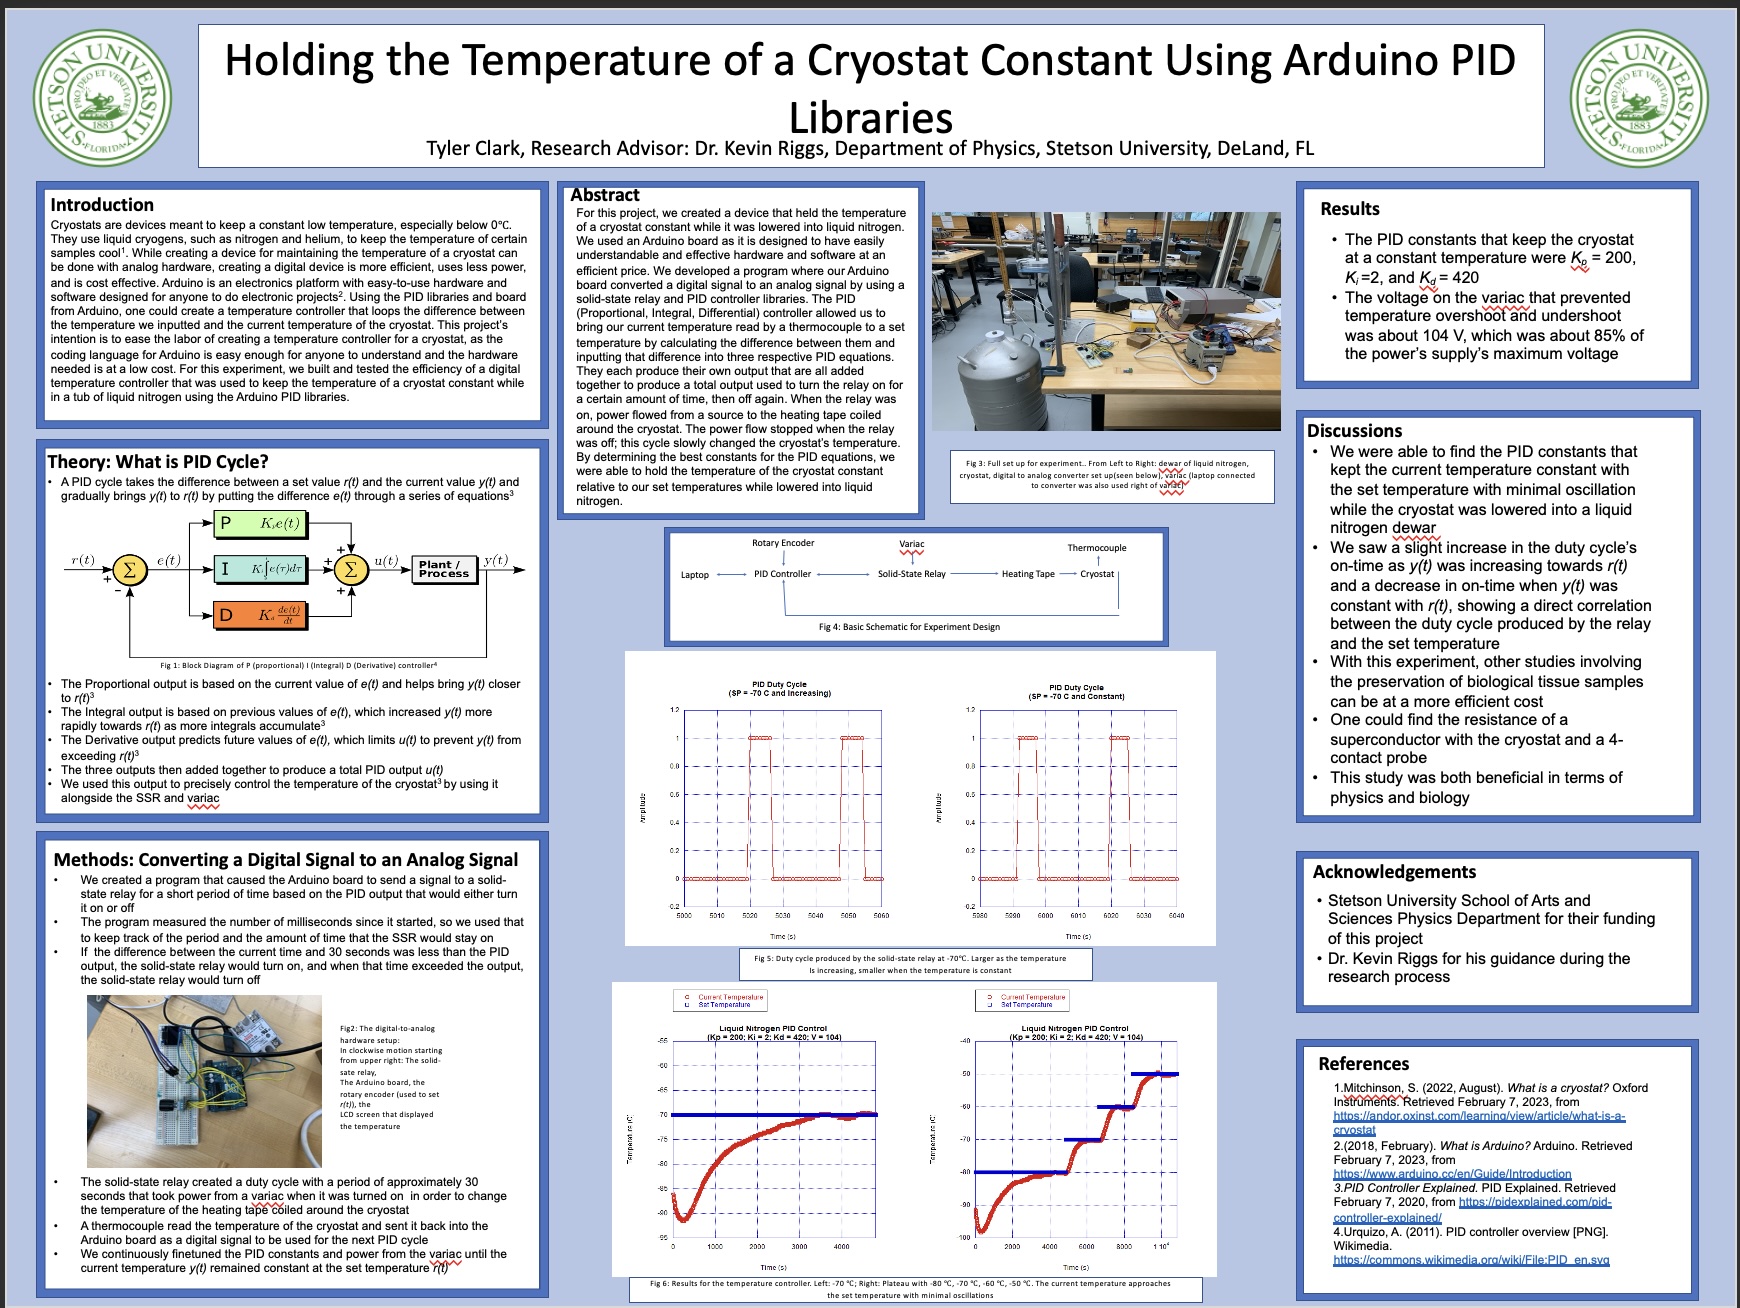 Holding the Temperature of a Cryostat Constant Using Arduino PID
Libraries
Tyler Clark, Research Advisor: Dr. Kevin Riggs, Department of Physics, Stetson University, DeLand, FL
STETSON UNIVERSITY
PRO DEO ET VERITATE
1883
FLORIDA
STETSON UNIVERSITY
PRO DEO ET VERITATE
1883
FLORIDA
Introduction
Cryostats are devices meant to keep a constant low temperature, especially below 0°C.
They use liquid cryogens, such as nitrogen and helium, to keep the temperature of certain
samples cool¹. While creating a device for maintaining the temperature of a cryostat can
be done with analog hardware, creating a digital device is more efficient, uses less power,
and is cost effective. Arduino is an electronics platform with easy-to-use hardware and
software designed for anyone to do electronic projects². Using the PID libraries and board
from Arduino, one could create a temperature controller that loops the difference between
the temperature we inputted and the current temperature of the cryostat. This project's
intention is to ease the labor of creating a temperature controller for a cryostat, as the
coding language for Arduino is easy enough for anyone to understand and the hardware
needed is at a low cost. For this experiment, we built and tested the efficiency of a digital
temperature controller that was used to keep the temperature of a cryostat constant while
in a tub of liquid nitrogen using the Arduino PID libraries.
Theory: What is PID Cycle?
• A PID cycle takes the difference between a set value r(t) and the current value y(t) and
gradually brings y(t) to r(t) by putting the difference e(t) through a series of equations³
P K_p e(t)
r(t) + − Σ e(t) I K_i ∫e(τ)dτ + + + Σ u(t) Plant / Process y(t)
D K_d de(t)/dt
Fig 1: Block Diagram of P (proportional) I (Integral) D (Derivative) controller⁴
• The Proportional output is based on the current value of e(t) and helps bring y(t) closer
to r(t)³
• The Integral output is based on previous values of e(t), which increased y(t) more
rapidly towards r(t) as more integrals accumulate³
• The Derivative output predicts future values of e(t), which limits u(t) to prevent y(t) from
exceeding r(t)³
• The three outputs then added together to produce a total PID output u(t)
• We used this output to precisely control the temperature of the cryostat³ by using it
alongside the SSR and variac
Methods: Converting a Digital Signal to an Analog Signal
• We created a program that caused the Arduino board to send a signal to a solid-
state relay for a short period of time based on the PID output that would either turn
it on or off
• The program measured the number of milliseconds since it started, so we used that
to keep track of the period and the amount of time that the SSR would stay on
• If the difference between the current time and 30 seconds was less than the PID
output, the solid-state relay would turn on, and when that time exceeded the output,
the solid-state relay would turn off
Fig2: The digital-to-analog
hardware setup:
In clockwise motion starting
from upper right: The solid-
sate relay,
The Arduino board, the
rotary encoder (used to set
r(t)), the
LCD screen that displayed
the temperature
• The solid-state relay created a duty cycle with a period of approximately 30
seconds that took power from a variac when it was turned on in order to change
the temperature of the heating tape coiled around the cryostat
• A thermocouple read the temperature of the cryostat and sent it back into the
Arduino board as a digital signal to be used for the next PID cycle
• We continuously finetuned the PID constants and power from the variac until the
current temperature y(t) remained constant at the set temperature r(t)
Abstract
For this project, we created a device that held the temperature
of a cryostat constant while it was lowered into liquid nitrogen.
We used an Arduino board as it is designed to have easily
understandable and effective hardware and software at an
efficient price. We developed a program where our Arduino
board converted a digital signal to an analog signal by using a
solid-state relay and PID controller libraries. The PID
(Proportional, Integral, Differential) controller allowed us to
bring our current temperature read by a thermocouple to a set
temperature by calculating the difference between them and
inputting that difference into three respective PID equations.
They each produce their own output that are all added
together to produce a total output used to turn the relay on for
a certain amount of time, then off again. When the relay was
on, power flowed from a source to the heating tape coiled
around the cryostat. The power flow stopped when the relay
was off; this cycle slowly changed the cryostat's temperature.
By determining the best constants for the PID equations, we
were able to hold the temperature of the cryostat constant
relative to our set temperatures while lowered into liquid
nitrogen.
Fig 3: Full set up for experiment.. From Left to Right: dewar of liquid nitrogen,
cryostat, digital to analog converter set up(seen below), variac (laptop connected
to converter was also used right of variac)
Rotary Encoder Variac Thermocouple
Laptop PID Controller Solid-State Relay Heating Tape Cryostat
Fig 4: Basic Schematic for Experiment Design
PID Duty Cycle
(SP = -70 C and Increasing)
1.2
1
0.8
0.6
0.4
0.2
0
-0.2
Amplitude
5000 5010 5020 5030 5040 5050 5060
Time (s)
PID Duty Cycle
(SP = -70 C and Constant)
1.2
1
0.8
0.6
0.4
0.2
0
-0.2
Amplitude
5980 5990 6000 6010 6020 6030 6040
Time (s)
Fig 5: Duty cycle produced by the solid-state relay at -70°C. Larger as the temperature
is increasing, smaller when the temperature is constant
Current Temperature
Set Temperature
Liquid Nitrogen PID Control
(Kp = 200; Ki = 2; Kd = 420; V = 104)
-55
-60
-65
-70
-75
-80
-85
-90
-95
Temperature (C)
0 1000 2000 3000 4000
Time (s)
Current Temperature
Set Temperature
Liquid Nitrogen PID Control
(Kp = 200; Ki = 2; Kd = 420; V = 104)
-40
-50
-60
-70
-80
-90
-100
Temperature (C)
0 2000 4000 6000 8000 1 10⁴
Time (s)
Fig 6: Results for the temperature controller. Left: -70 °C; Right: Plateau with -80 °C, -70 °C, -60 °C, -50 °C. The current temperature approaches
the set temperature with minimal oscillations
Results
• The PID constants that keep the cryostat
at a constant temperature were Kₚ = 200,
Kᵢ =2, and K_d = 420
• The voltage on the variac that prevented
temperature overshoot and undershoot
was about 104 V, which was about 85% of
the power's supply's maximum voltage
Discussions
• We were able to find the PID constants that
kept the current temperature constant with
the set temperature with minimal oscillation
while the cryostat was lowered into a liquid
nitrogen dewar
• We saw a slight increase in the duty cycle's
on-time as y(t) was increasing towards r(t)
and a decrease in on-time when y(t) was
constant with r(t), showing a direct correlation
between the duty cycle produced by the relay
and the set temperature
• With this experiment, other studies involving
the preservation of biological tissue samples
can be at a more efficient cost
• One could find the resistance of a
superconductor with the cryostat and a 4-
contact probe
• This study was both beneficial in terms of
physics and biology
Acknowledgements
• Stetson University School of Arts and
Sciences Physics Department for their funding
of this project
• Dr. Kevin Riggs for his guidance during the
research process
References
1.Mitchinson, S. (2022, August). What is a cryostat? Oxford
Instruments. Retrieved February 7, 2023, from
https://andor.oxinst.com/learning/view/article/what-is-a-
cryostat
2.(2018, February). What is Arduino? Arduino. Retrieved
February 7, 2023, from
https://www.arduino.cc/en/Guide/Introduction
3.PID Controller Explained. PID Explained. Retrieved
February 7, 2020, from https://pidexplained.com/pid-
controller-explained/
4.Urquizo, A. (2011). PID controller overview [PNG].
Wikimedia.
https://commons.wikimedia.org/wiki/File:PID_en.svg